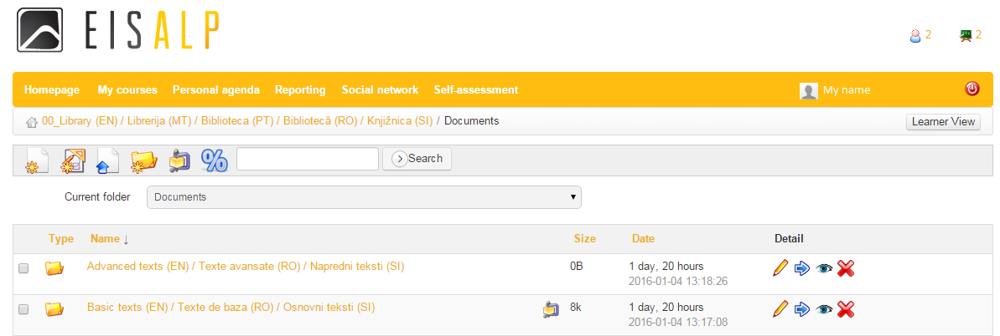 EISALP
2 2
Homepage My courses Personal agenda Reporting Social network Self-assessment My name
00_Library (EN) / Librerija (MT) / Biblioteca (PT) / Bibliotecă (RO) / Knjižnica (SI) / Documents Learner View
Search
Current folder Documents
Type Name ↓ Size Date Detail
Advanced texts (EN) / Texte avansate (RO) / Napredni teksti (SI) 0B 1 day, 20 hours
2016-01-04 13:18:26
Basic texts (EN) / Texte de baza (RO) / Osnovni teksti (SI) 8k 1 day, 20 hours
2016-01-04 13:17:08